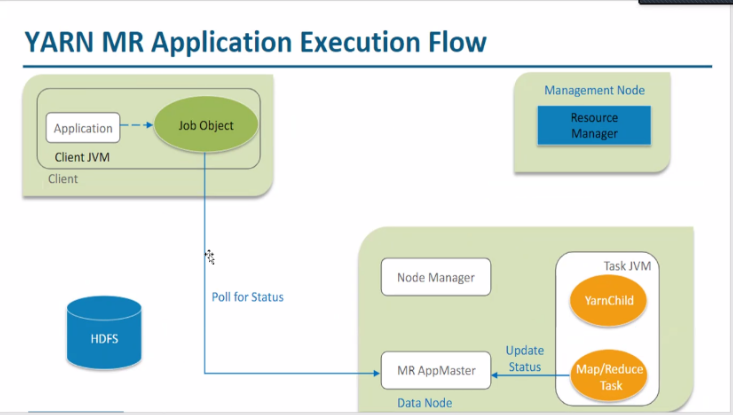 YARN MR Application Execution Flow
Application
Job Object
Client JVM
Client
Management Node
Resource
Manager
Poll for Status
HDFS
Node Manager
Task JVM
YarnChild
MR AppMaster
Update
Status
Map/Reduce
Task
Data Node